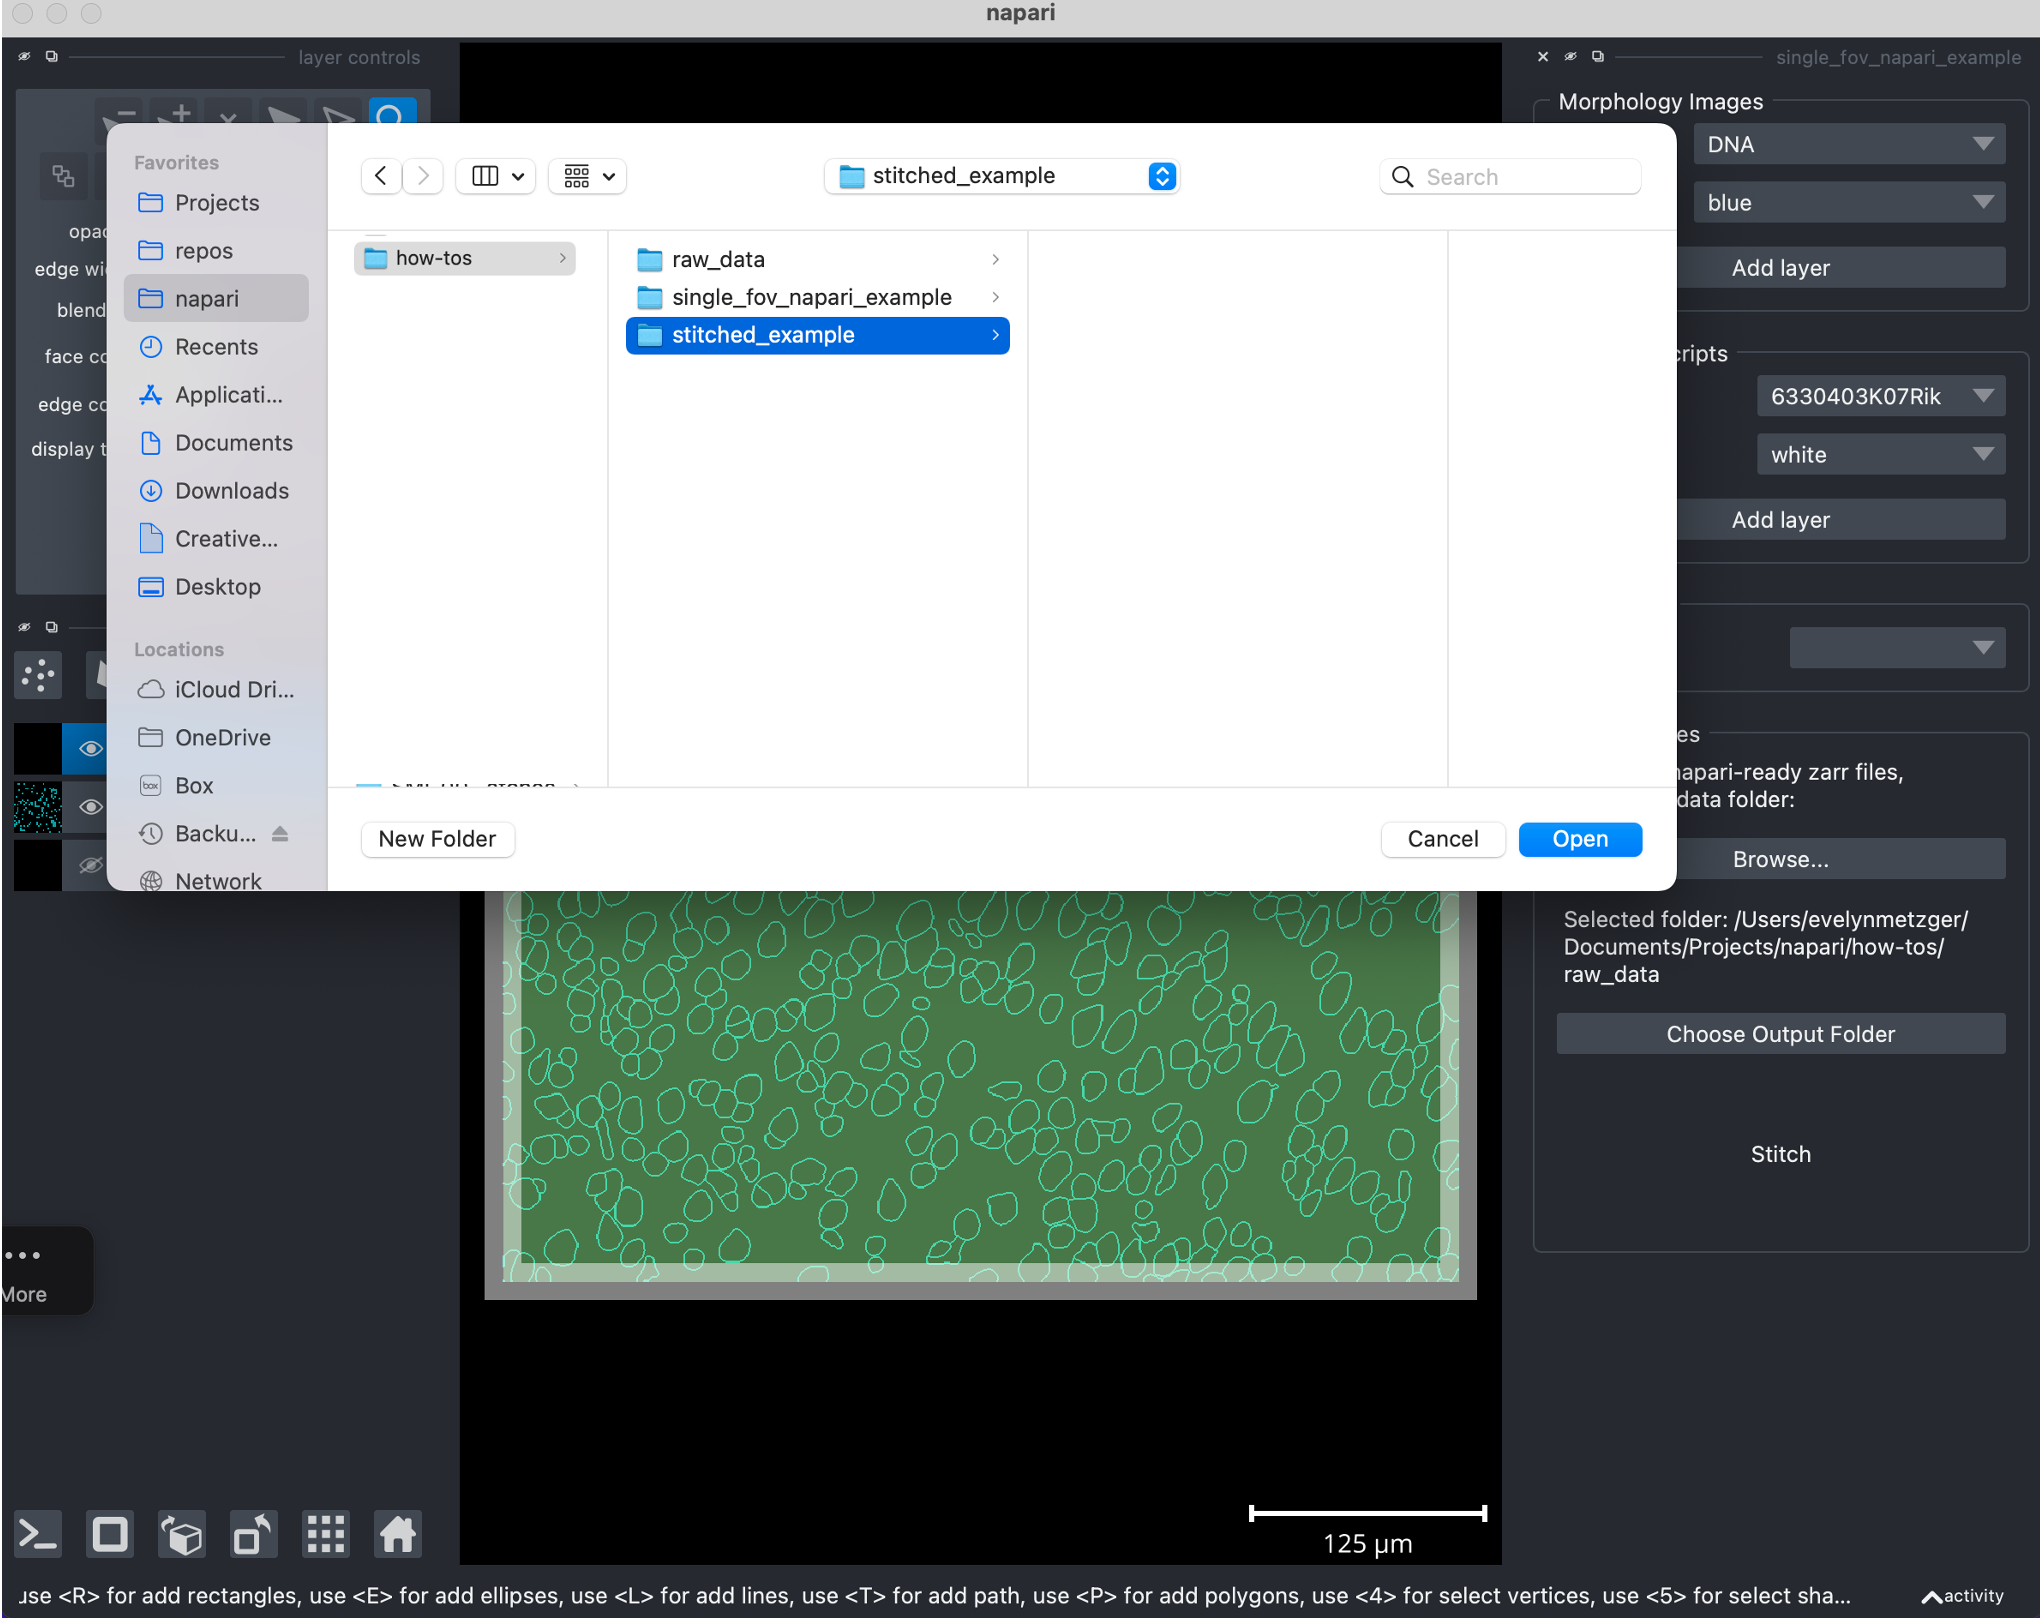 napari
layer controls
single_fov_napari_example
Morphology Images
DNA
blue
Add layer
cripts
6330403K07Rik
white
Add layer
es
napari-ready zarr files,
data folder:
Browse...
Selected folder: /Users/evelynmetzger/
Documents/Projects/napari/how-tos/
raw_data
Choose Output Folder
Stitch
opac
edge wi
blend
face co
edge co
display t
Favorites
Projects
repos
napari
Recents
Applicati...
Documents
Downloads
Creative...
Desktop
Locations
iCloud Dri...
OneDrive
Box
box
Backu...
Network
stitched_example
Search
how-tos
raw_data
single_fov_napari_example
stitched_example
New Folder
Cancel
Open
More
125 µm
use <R> for add rectangles, use <E> for add ellipses, use <L> for add lines, use <T> for add path, use <P> for add polygons, use <4> for select vertices, use <5> for select sha...
activity